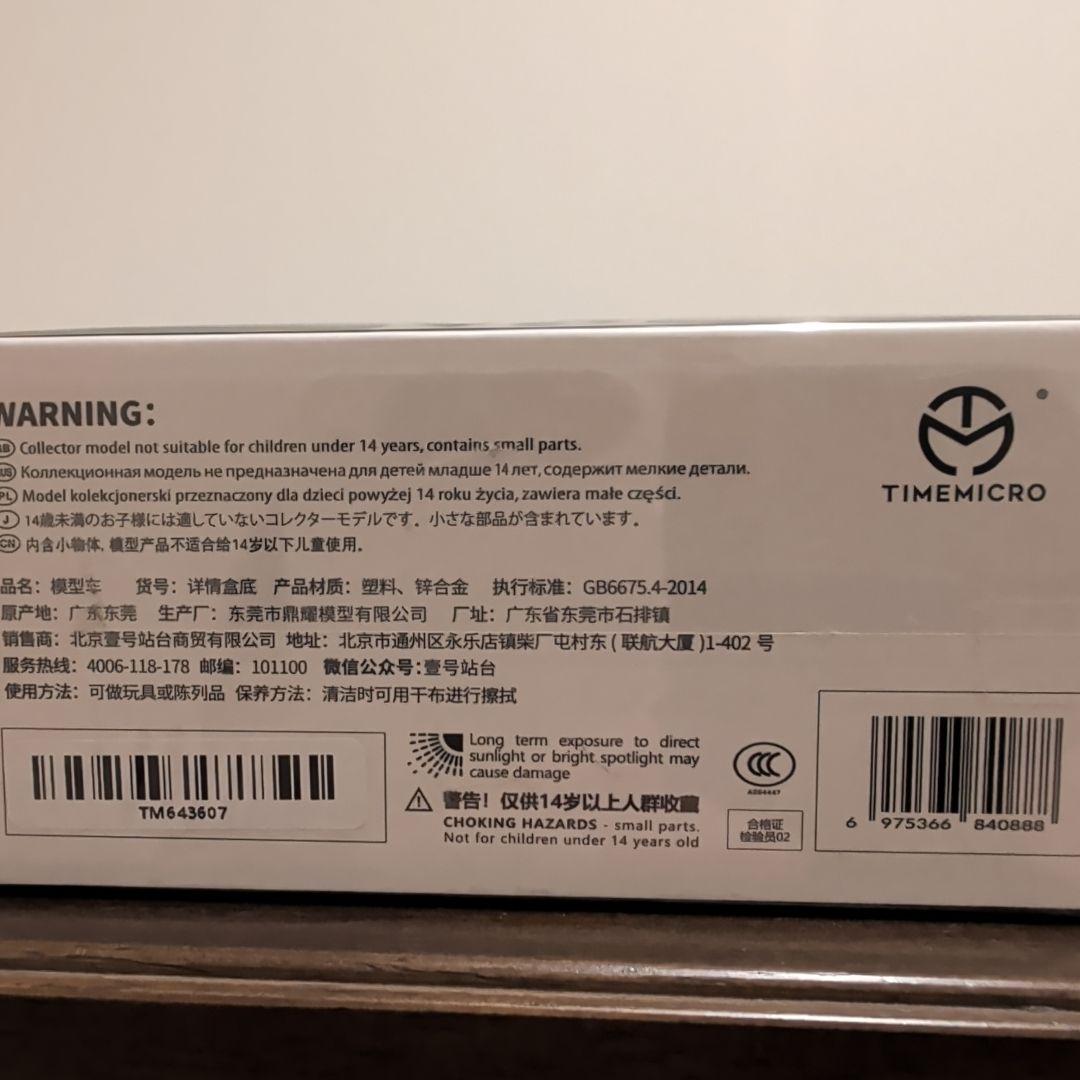 WARNING:
Collector model not suitable for children under 14 years, contains small parts.
Коллекционная модель не предназначена для детей младше 14 лет, содержит мелкие детали.
PL Model kolekcjonerski przeznaczony dla dzieci powyżej 14 roku życia, zawiera małe części.
J 14歳未満のお子様には適していないコレクターモデルです。小さな部品が含まれています。
CN 内含小物体, 模型产品不适合给14岁以下儿童使用。
TIMEMICRO
品名：模型车 货号：详情盒底 产品材质：塑料、锌合金 执行标准：GB6675.4-2014
原产地：广东东莞 生产厂：东莞市鼎耀模型有限公司 厂址：广东省东莞市石排镇
销售商：北京壹号站台商贸有限公司 地址：北京市通州区永乐店镇柴厂屯村东 ( 联航大厦 )1-402 号
服务热线：4006-118-178 邮编：101100 微信公众号：壹号站台
使用方法：可做玩具或陈列品 保养方法：清洁时可用干布进行擦拭
TM643607
Long term exposure to direct
sunlight or bright spotlight may
cause damage
警告！仅供14岁以上人群收藏
CHOKING HAZARDS - small parts.
Not for children under 14 years old
CCC
A064447
合格证
检验员02
6 975366 840888